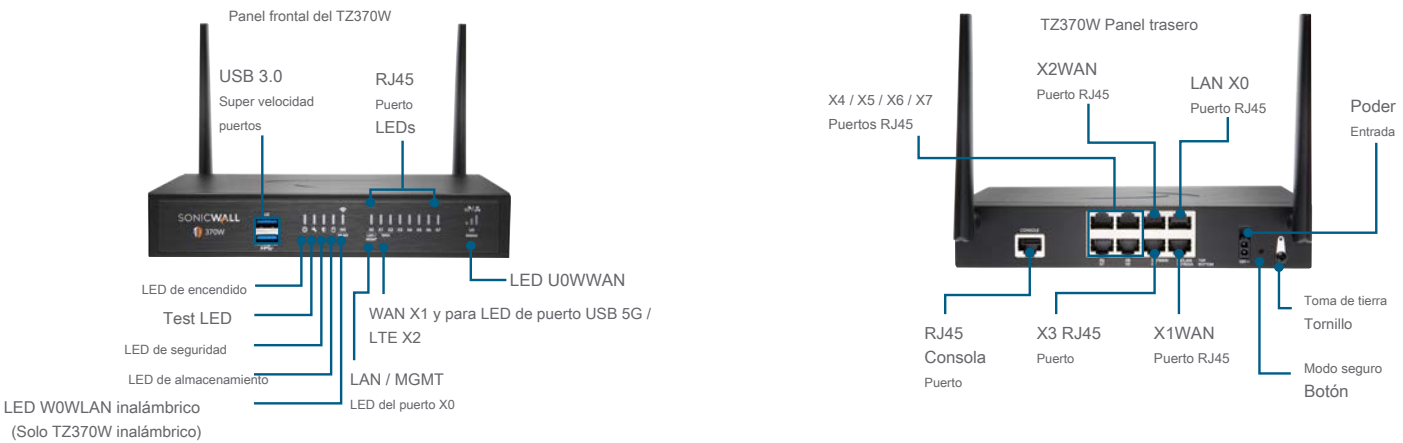 Panel frontal del TZ370W
USB 3.0
Super velocidad
puertos
RJ45
Puerto
LEDs
SONICWALL
370W
LED de encendido
Test LED
LED de seguridad
LED de almacenamiento
LED W0WLAN inalámbrico
(Solo TZ370W inalámbrico)
LAN / MGMT
LED del puerto X0
WAN X1 y para LED de puerto USB 5G /
LTE X2
LED U0WWAN
TZ370W Panel trasero
X4 / X5 / X6 / X7
Puertos RJ45
X2WAN
Puerto RJ45
LAN X0
Puerto RJ45
Poder
Entrada
CONSOLE
RJ45
Consola
Puerto
X3 RJ45
Puerto
X1WAN
Puerto RJ45
Toma de tierra
Tornillo
Modo seguro
Botón